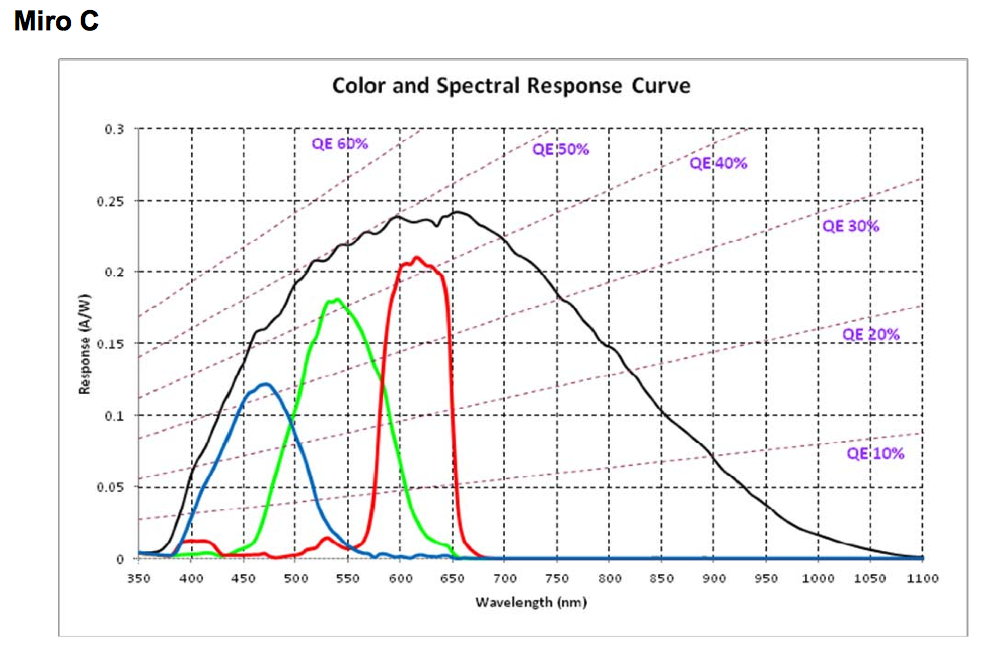 Miro C
Color and Spectral Response Curve
0.3
QE 60%
QE 50%
QE 40%
0.25
QE 30%
0.2
Response (A/W)
QE 20%
0.15
0.1
QE 10%
0.05
0
350 400 450 500 550 600 650 700 750 800 850 900 950 1000 1050 1100
Wavelength (nm)